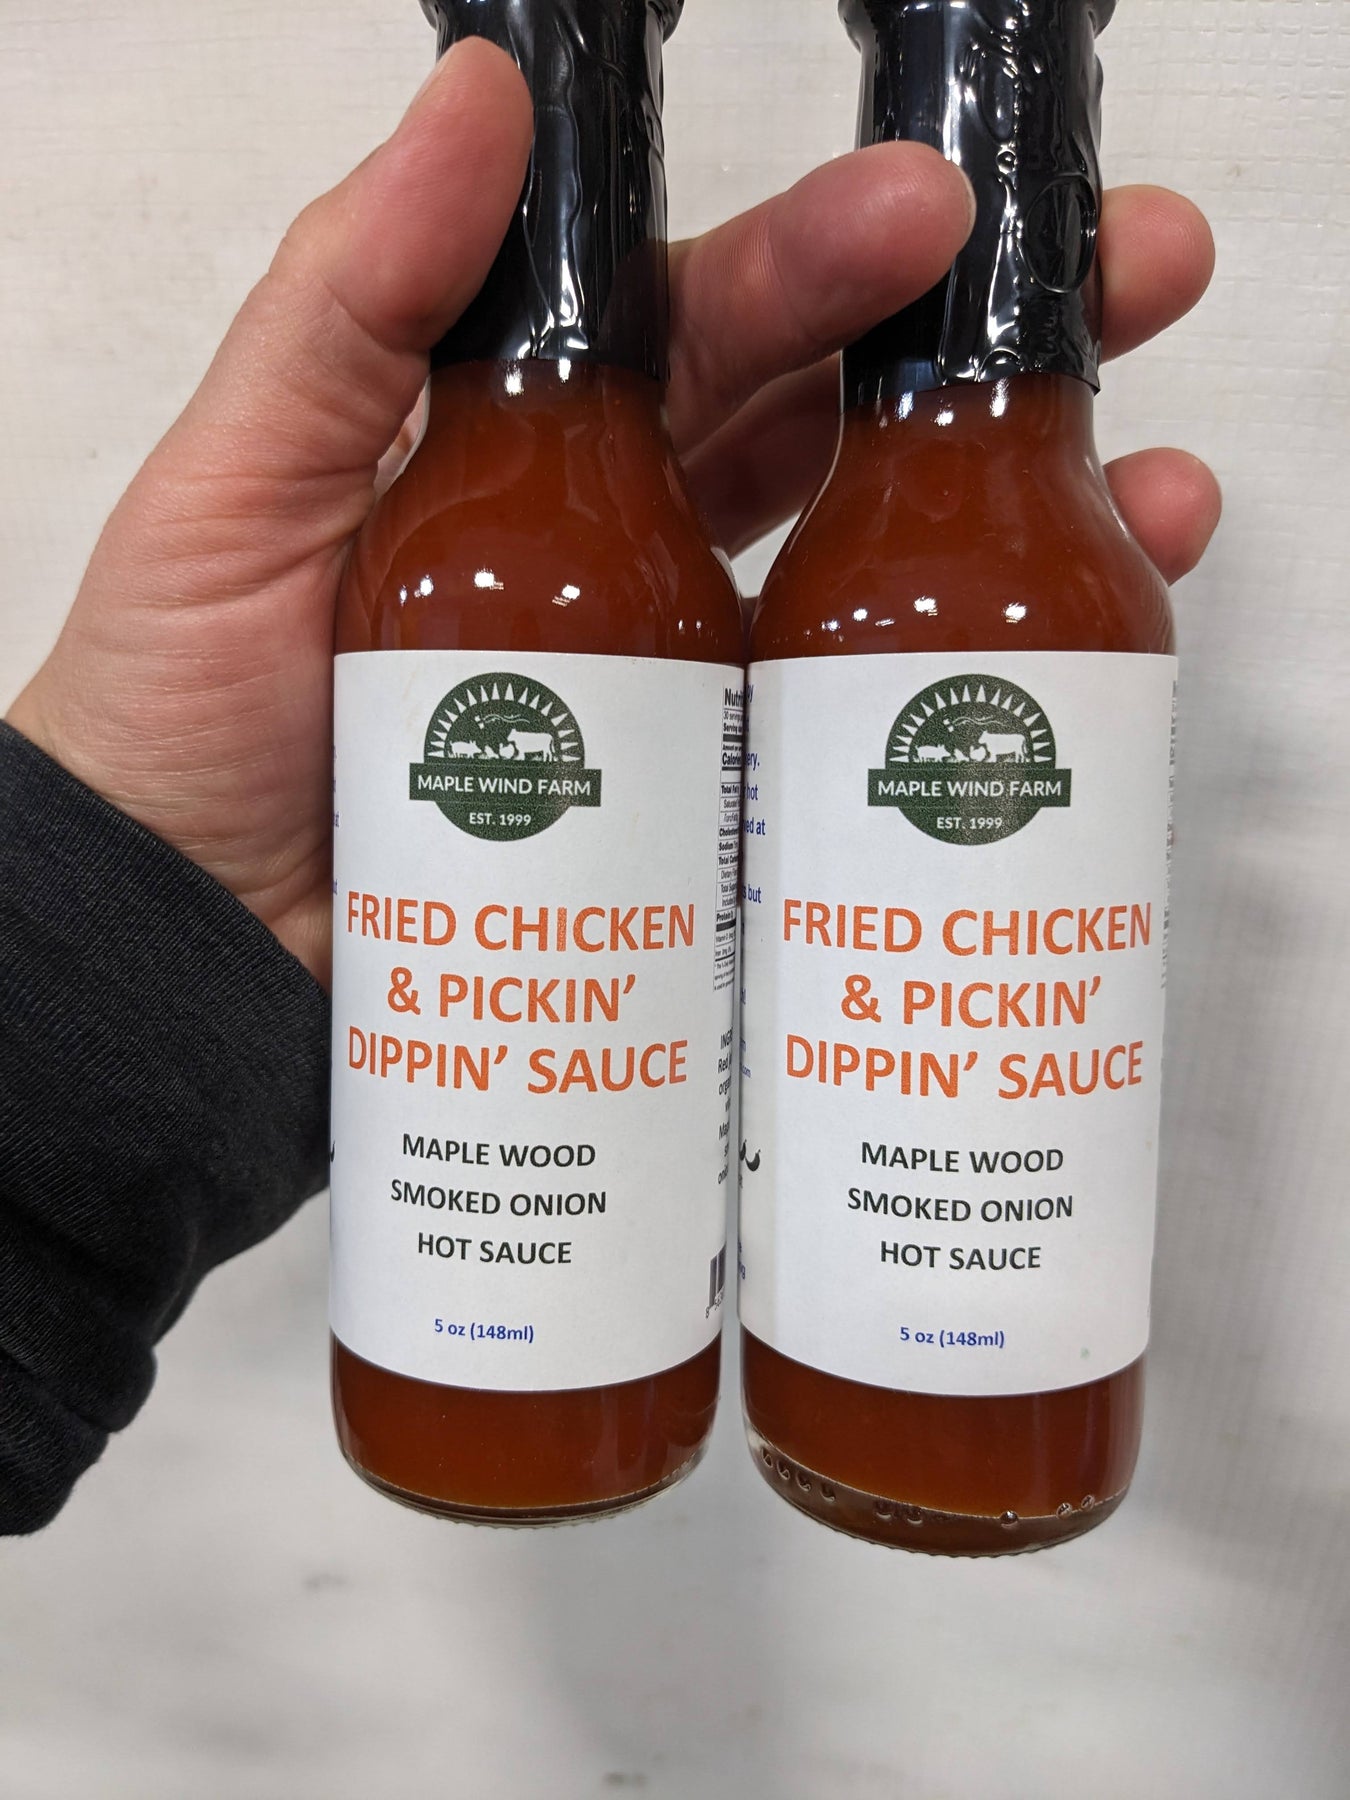 MAPLE WIND FARM
EST. 1999
FRIED CHICKEN
& PICKIN'
DIPPIN' SAUCE
MAPLE WOOD
SMOKED ONION
HOT SAUCE
5 oz (148ml)
MAPLE WIND FARM
EST. 1999
FRIED CHICKEN
& PICKIN'
DIPPIN' SAUCE
MAPLE WOOD
SMOKED ONION
HOT SAUCE
5 oz (148ml)